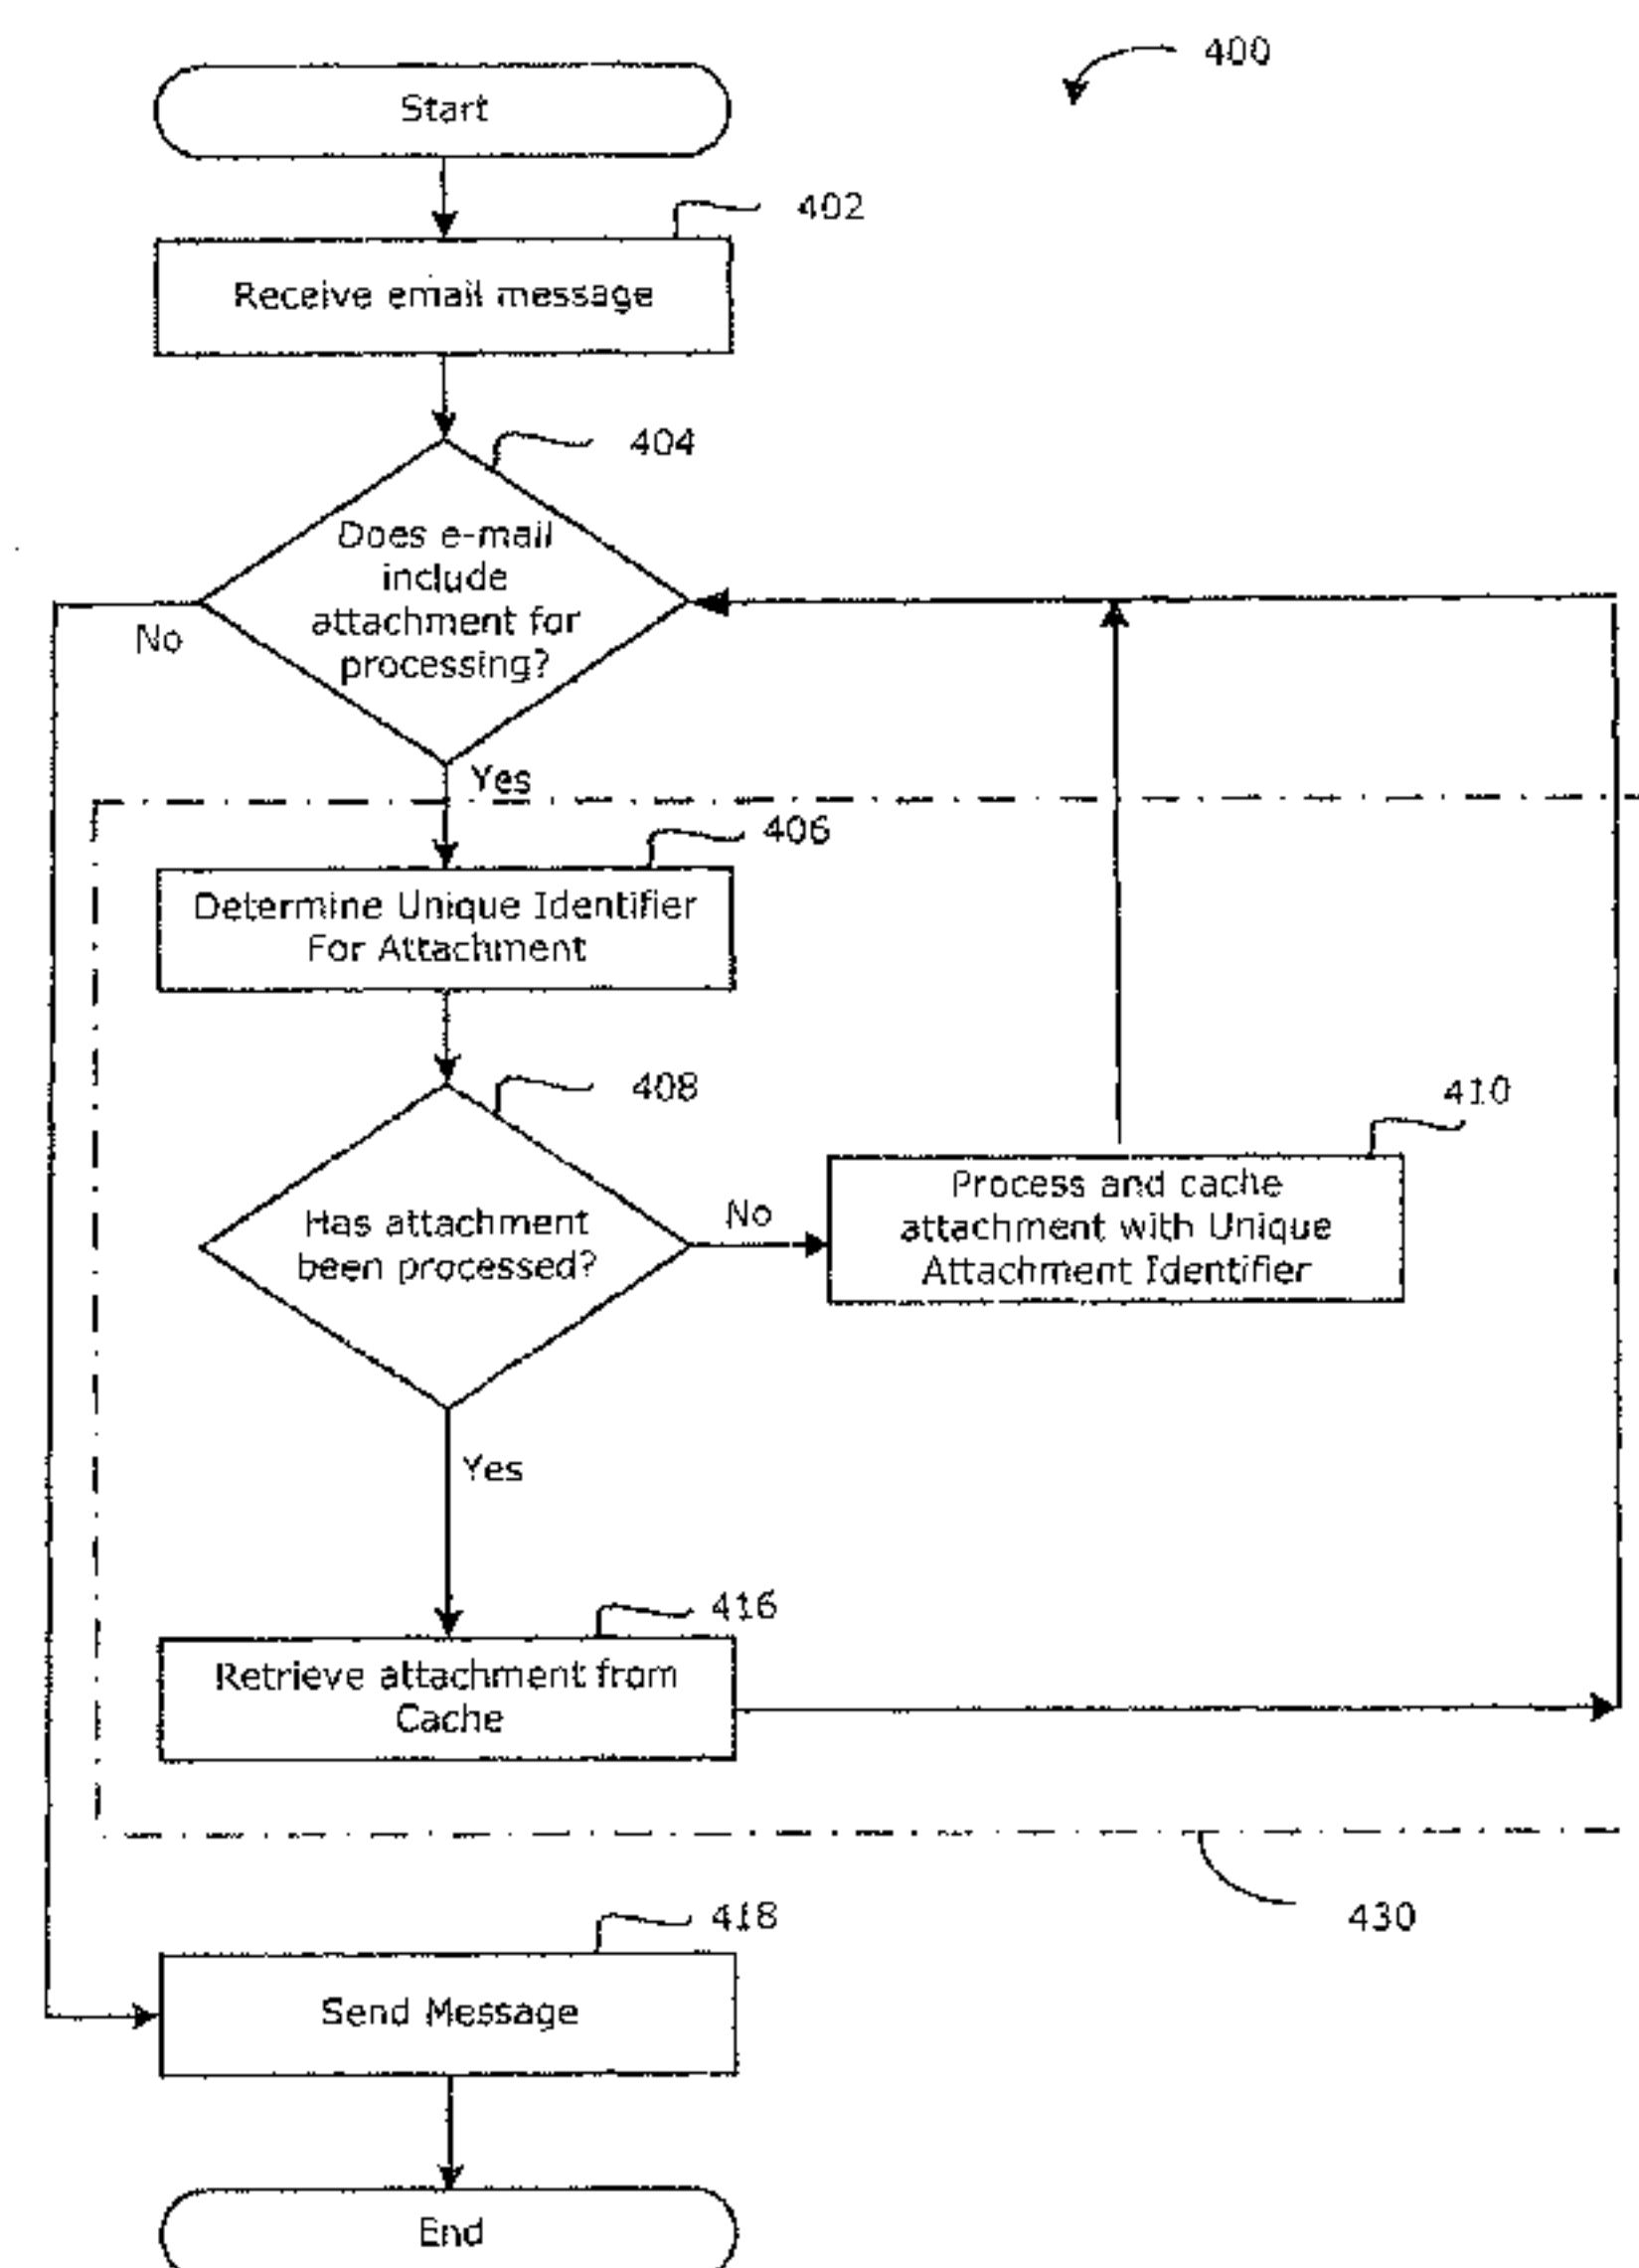 400
Start
402
Receive email message
404
Does e-mail
include
attachment for
processing?
No
Yes
406
Determine Unique Identifier
For Attachment
408
Has attachment
been processed?
No
410
Process and cache
attachment with Unique
Attachment Identifier
Yes
416
Retrieve attachment from
Cache
430
418
Send Message
End